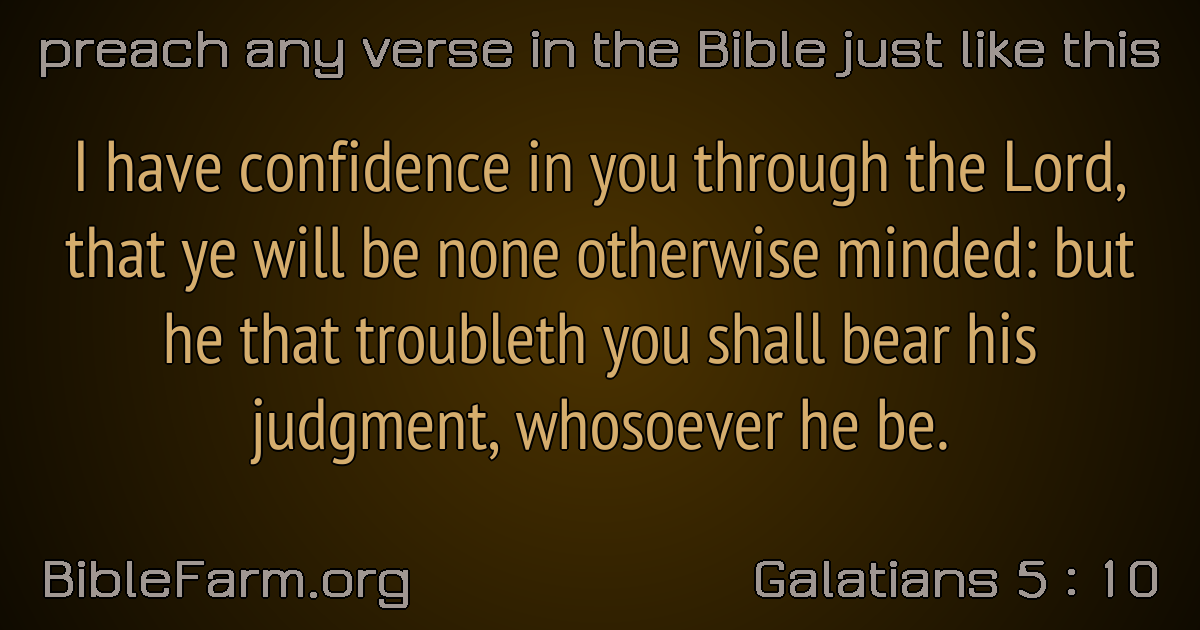 preach any verse in the Bible just like this
I have confidence in you through the Lord,
that ye will be none otherwise minded: but
he that troubleth you shall bear his
judgment, whosoever he be.
BibleFarm.org
Galatians 5 : 10